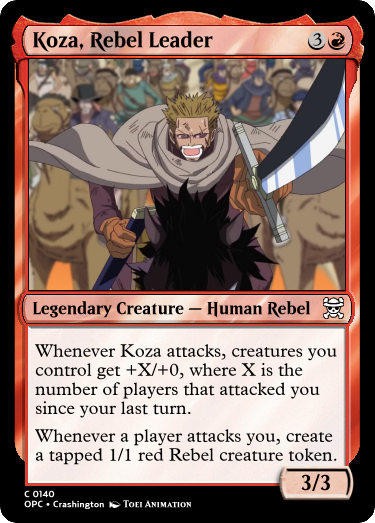 Koza, Rebel Leader 3
Legendary Creature — Human Rebel
Whenever Koza attacks, creatures you
control get +X/+0, where X is the
number of players that attacked you
since your last turn.
Whenever a player attacks you, create
a tapped 1/1 red Rebel creature token.
3/3
C 0140
OPC • Crashington Toei Animation